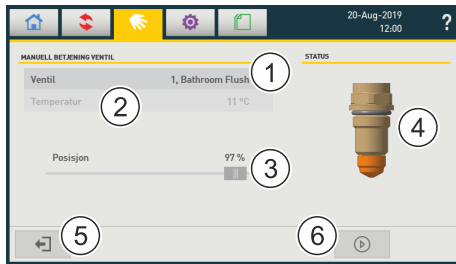 20-Aug-2019
12:00
?
MANUELL BETJENING VENTIL
STATUS
Ventil 1, Bathroom Flush
1
Temperatur 11 °C
2
4
Posisjon 97 %
3
5
6